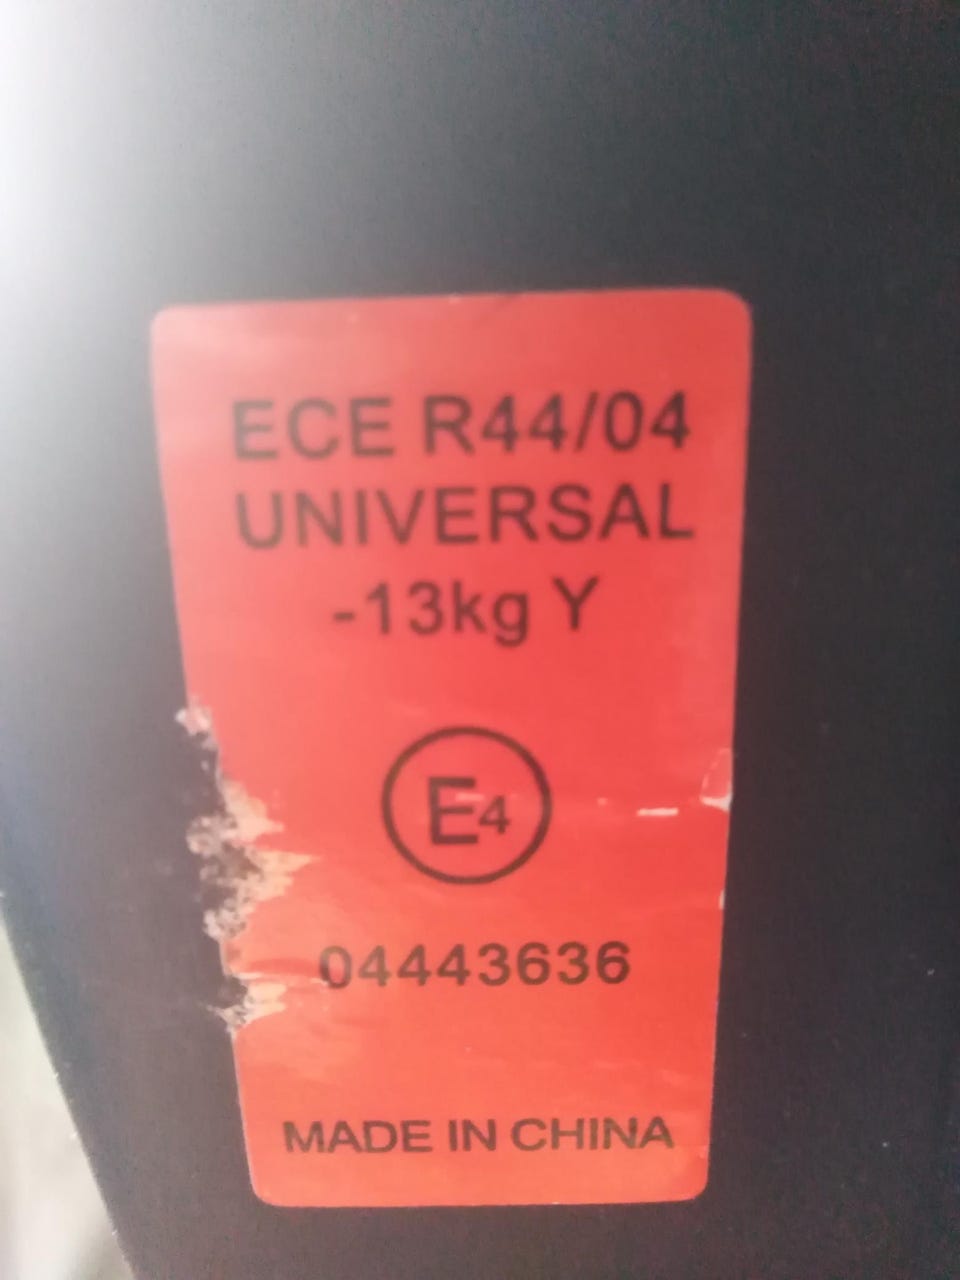 ECE R44/04
UNIVERSAL
-13kg Y
E4
04443636
MADE IN CHINA